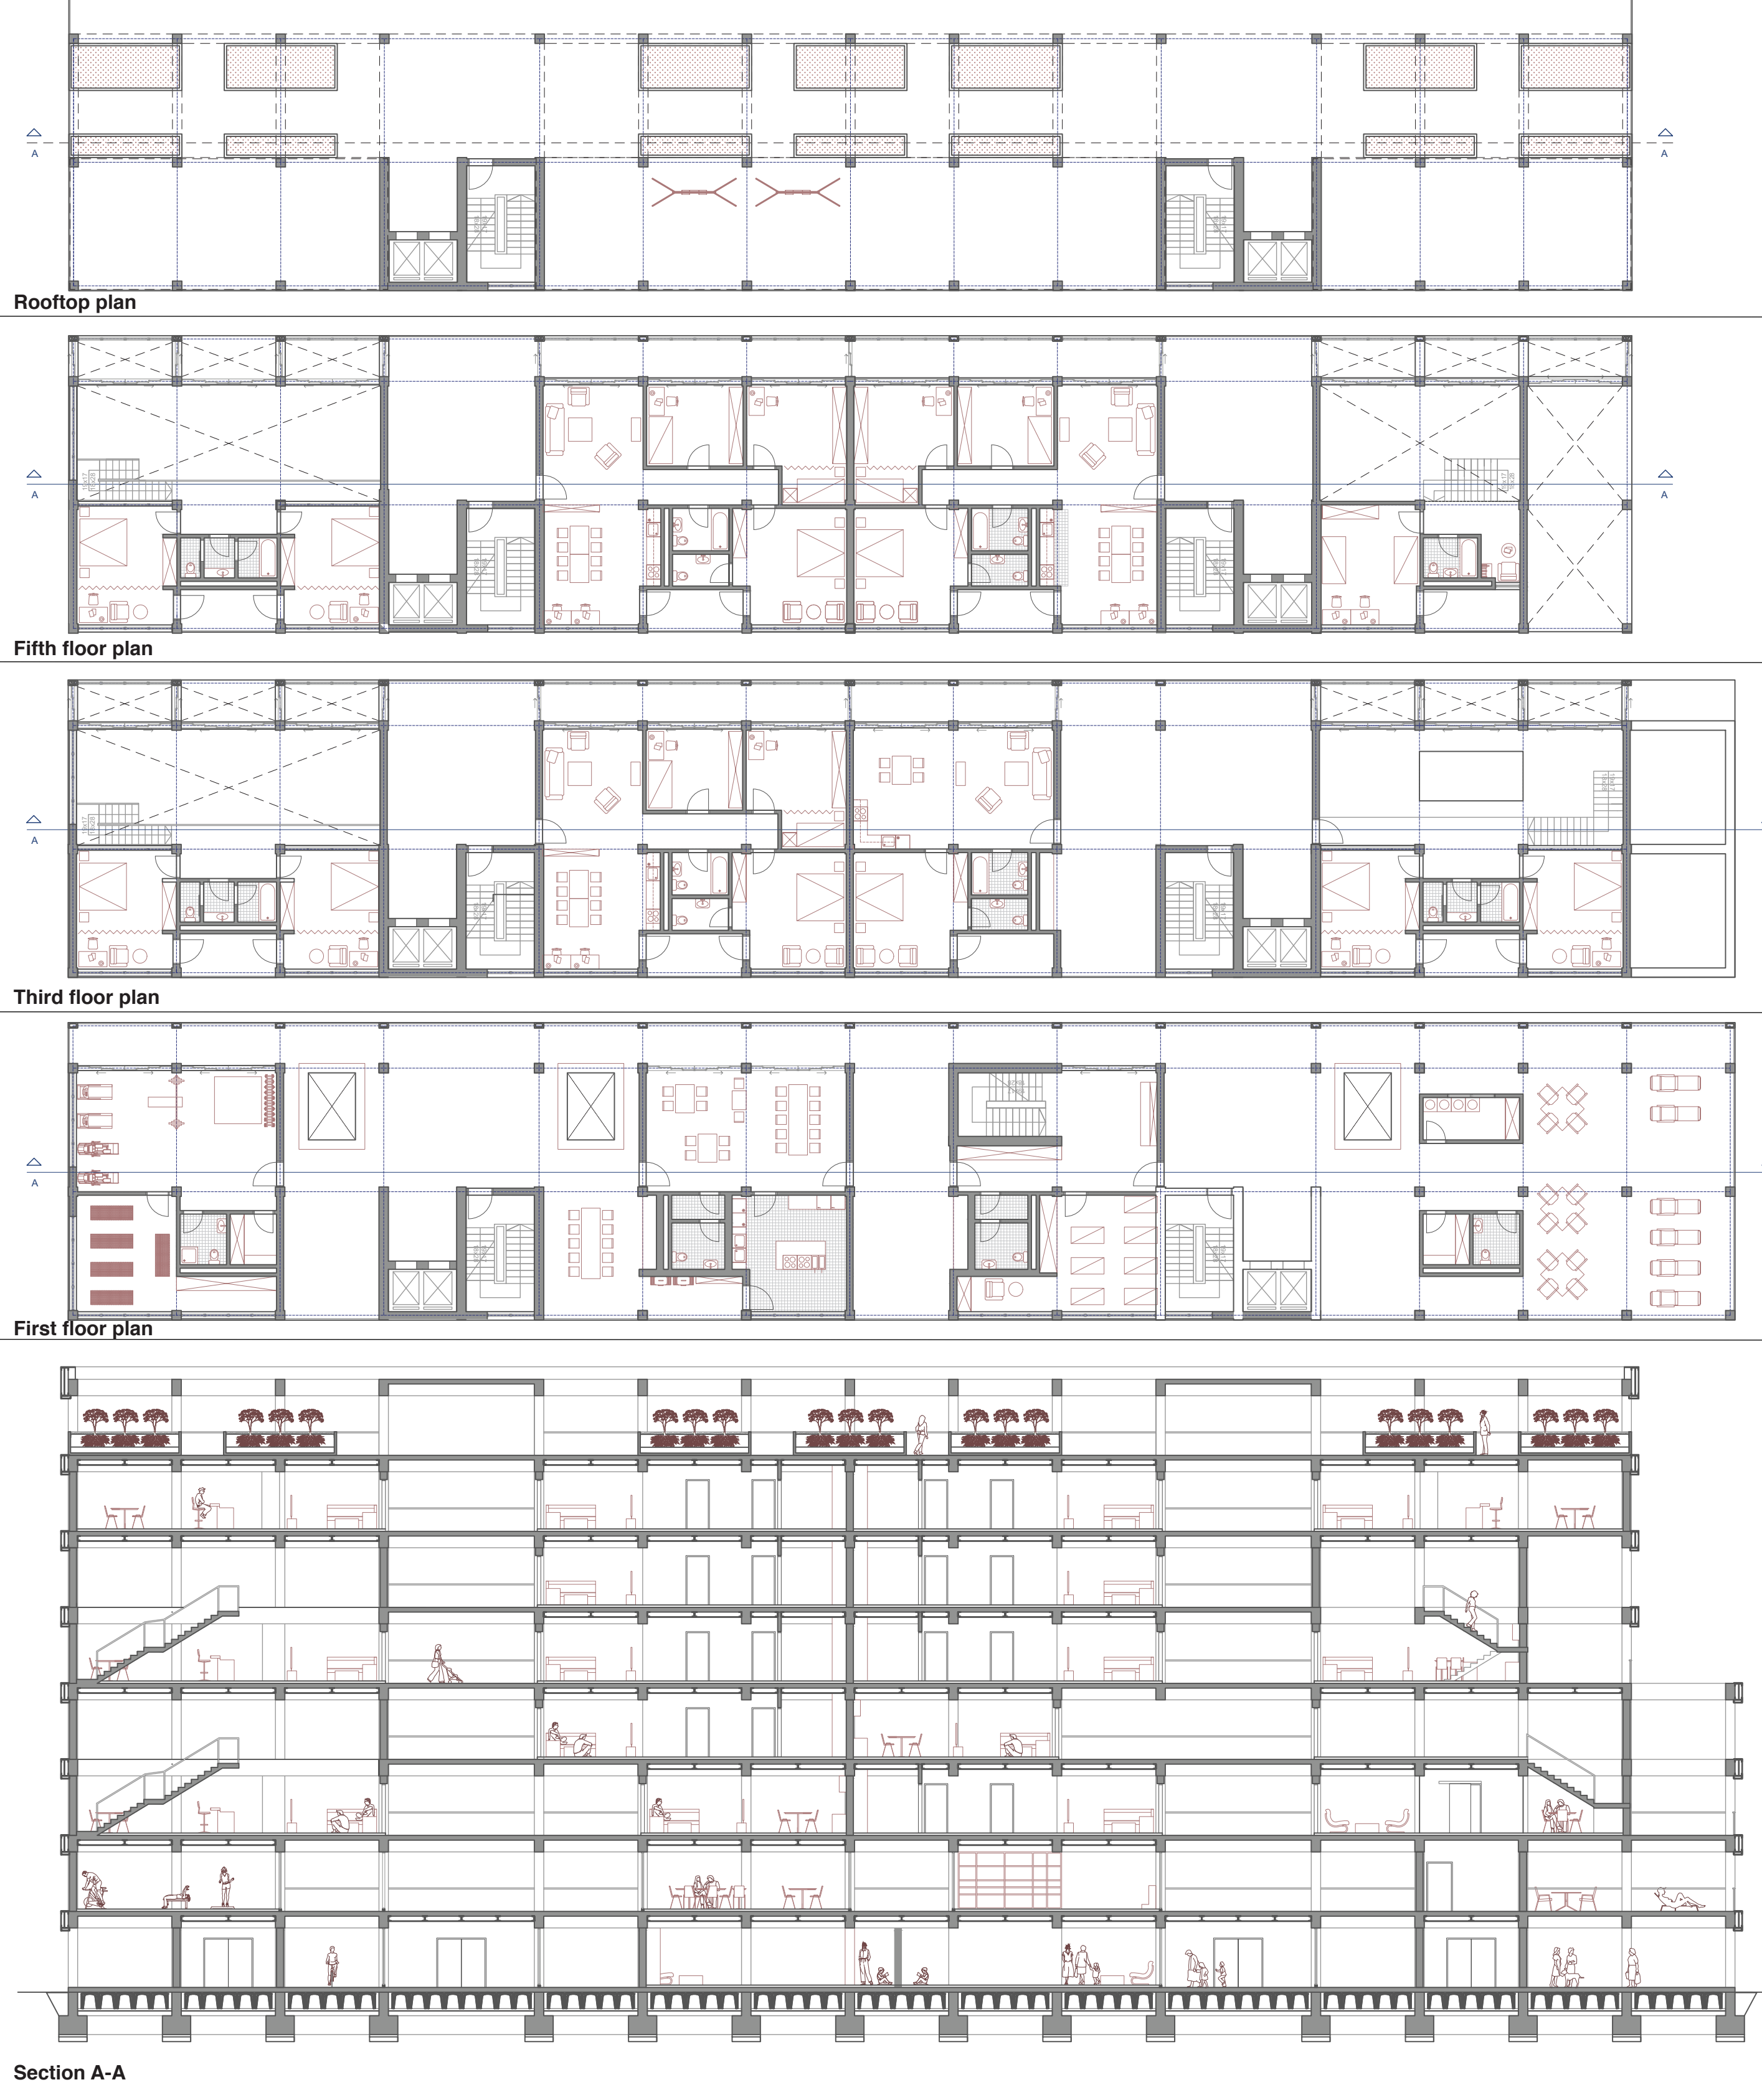 A A
Rooftop plan
A A
Fifth floor plan
A
Third floor plan
A
First floor plan
Section A-A